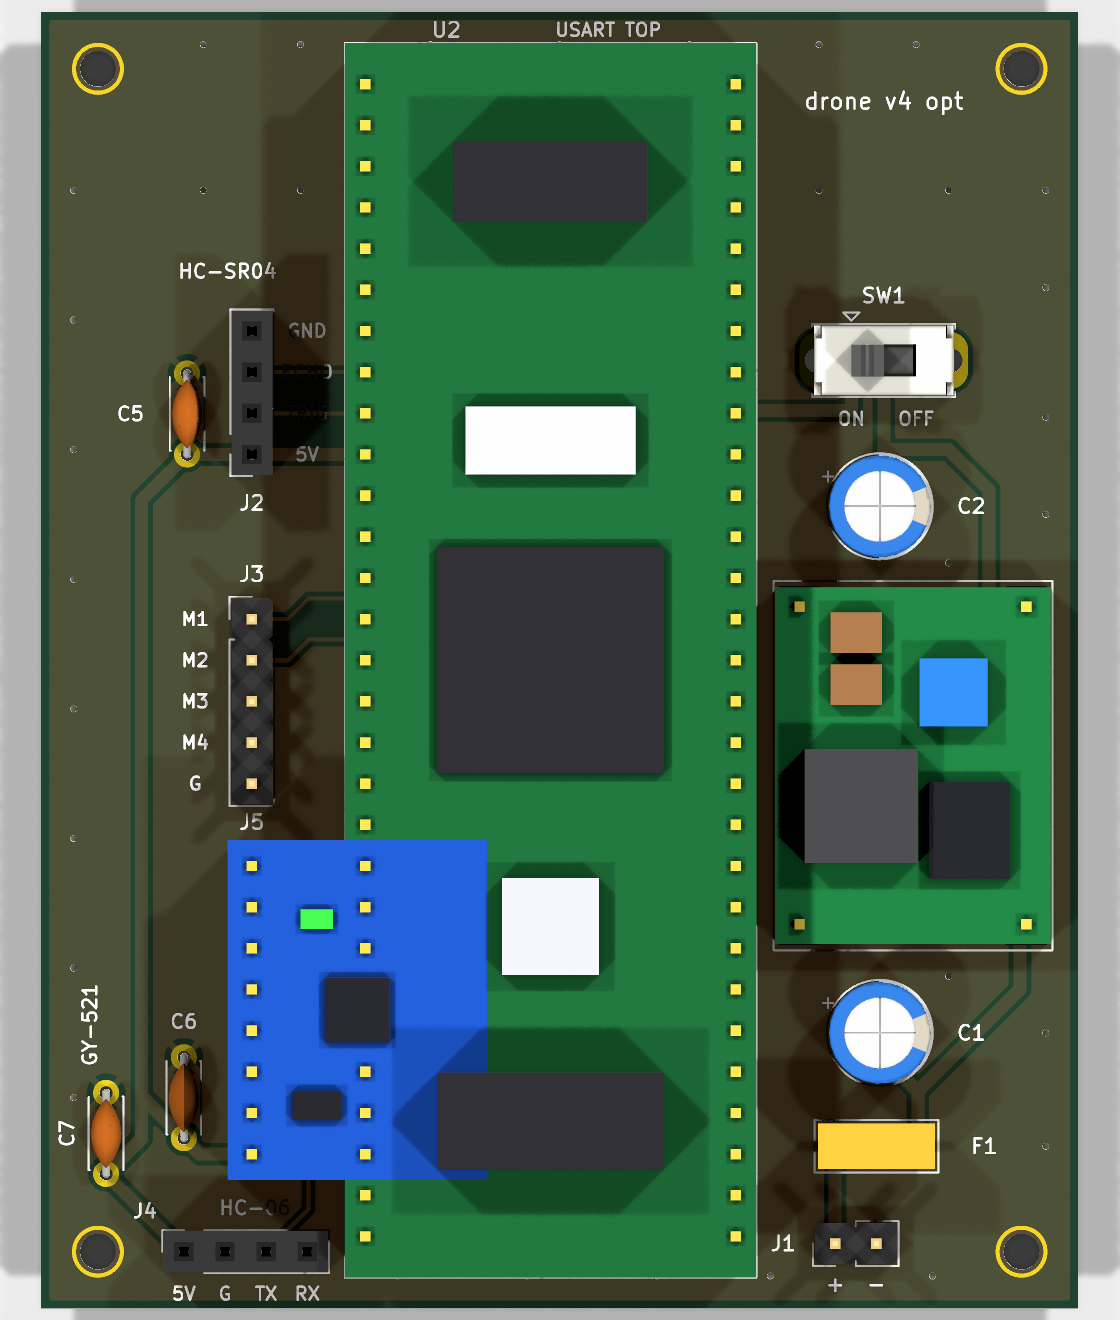 U2
USART TOP
drone v4 opt
HC-SR04
SW1
GND
C5
ON OFF
5V
J2
C2
J3
M1
M2
M3
M4
G
J5
GY-521
C6
C1
C7
F1
J4
HC-06
J1
5V G TX RX
+ −